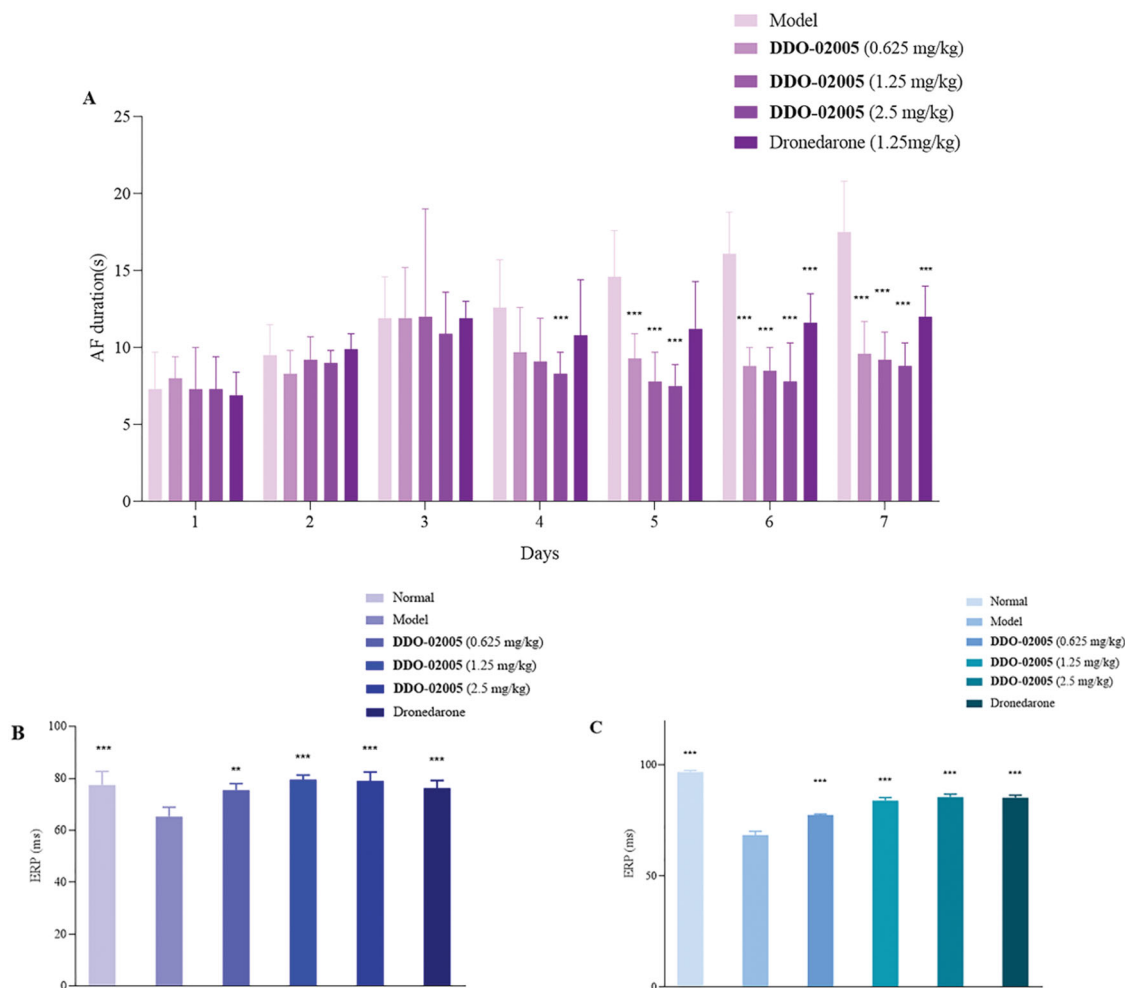 Model
DDO-02005 (0.625 mg/kg)
DDO-02005 (1.25 mg/kg)
DDO-02005 (2.5 mg/kg)
Dronedarone (1.25mg/kg)
A
25
20
15
10
5
0
AF duration(s)
*** *** *** *** *** *** *** *** *** *** *** ***
1 2 3 4 5 6 7
Days
Normal
Model
DDO-02005 (0.625 mg/kg)
DDO-02005 (1.25 mg/kg)
DDO-02005 (2.5 mg/kg)
Dronedarone
B
100
80
60
40
20
0
ERP (ms)
*** ** *** *** ***
Normal
Model
DDO-02005 (0.625 mg/kg)
DDO-02005 (1.25 mg/kg)
DDO-02005 (2.5 mg/kg)
Dronedarone
C
100
50
0
ERP (ms)
*** *** *** *** ***